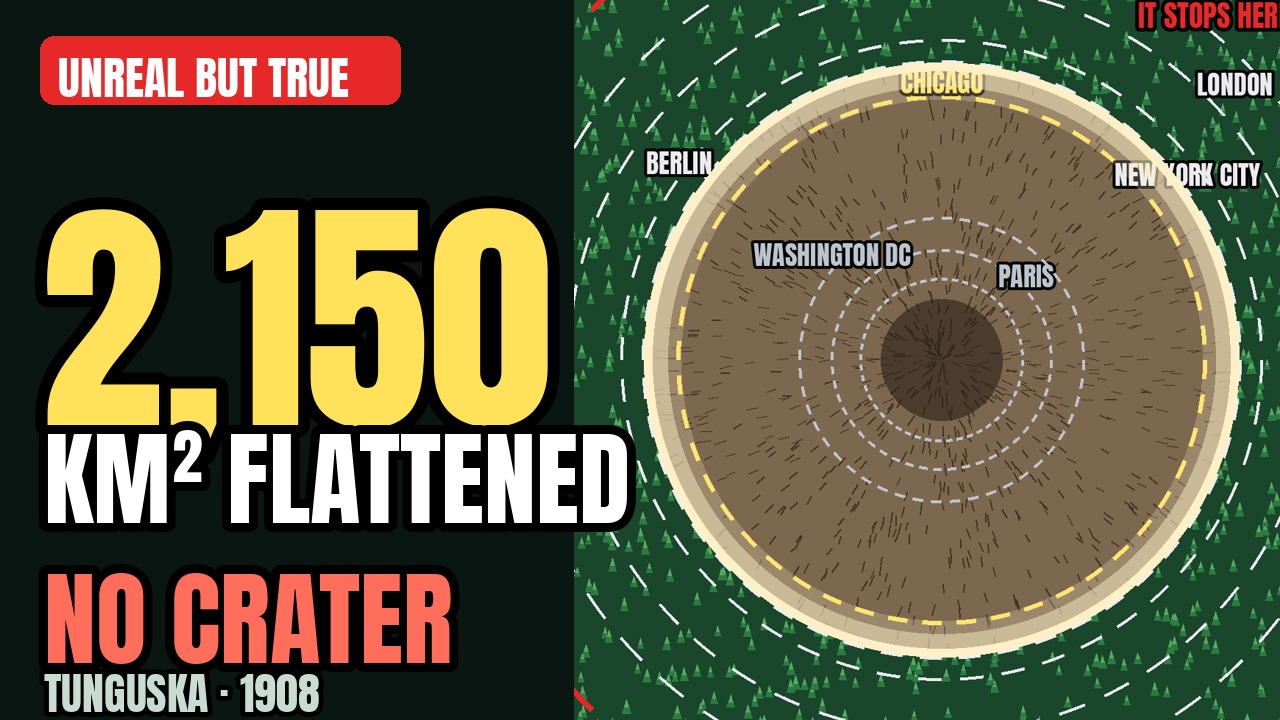 UNREAL BUT TRUE
2,150
KM² FLATTENED
NO CRATER
TUNGUSKA · 1908
IT STOPS HER
CHICAGO
LONDON
BERLIN
NEW YORK CITY
WASHINGTON DC
PARIS